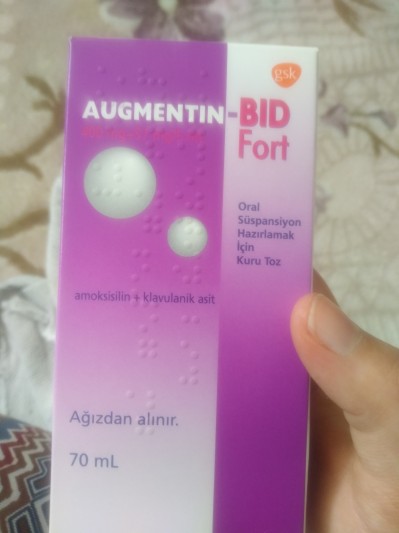 gsk
AUGMENTIN-BID
Fort
Oral
Süspansiyon
Hazırlamak
İçin
Kuru Toz
amoksisilin + klavulanik asit
Ağızdan alınır.
70 mL